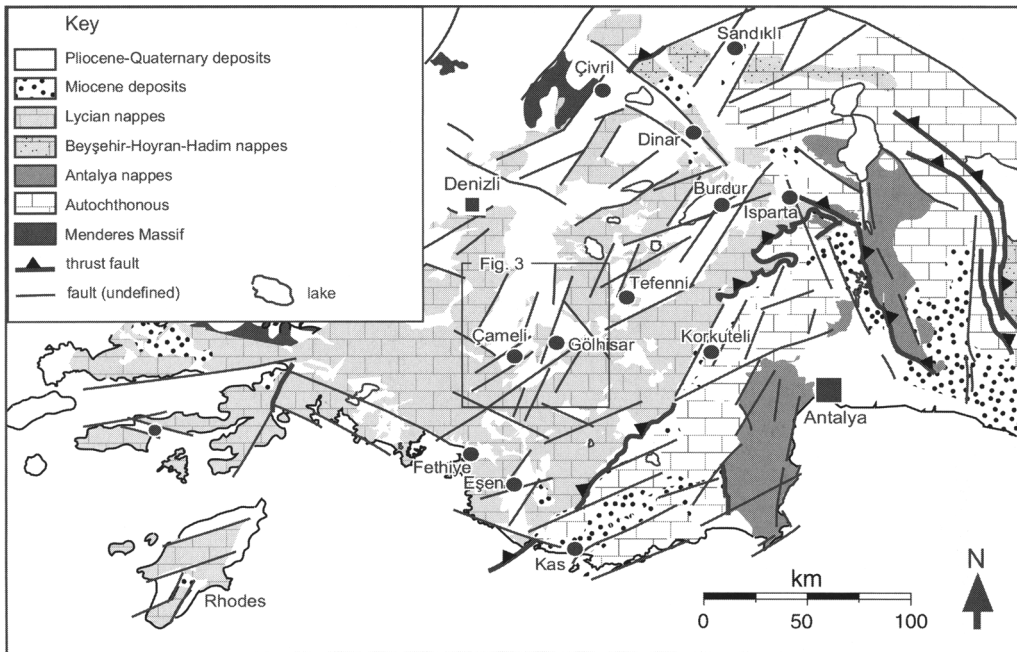 Key
Pliocene-Quaternary deposits
Miocene deposits
Lycian nappes
Beyşehir-Hoyran-Hadim nappes
Antalya nappes
Autochthonous
Menderes Massif
thrust fault
fault (undefined)
lake
Sandıklı
Çivril
Dinar
Denizli
Burdur
Isparta
Fig. 3
Tefenni
Çameli
Gölhisar
Korkuteli
Antalya
Fethiye
Eşen
Kas
Rhodes
km
0 50 100
N